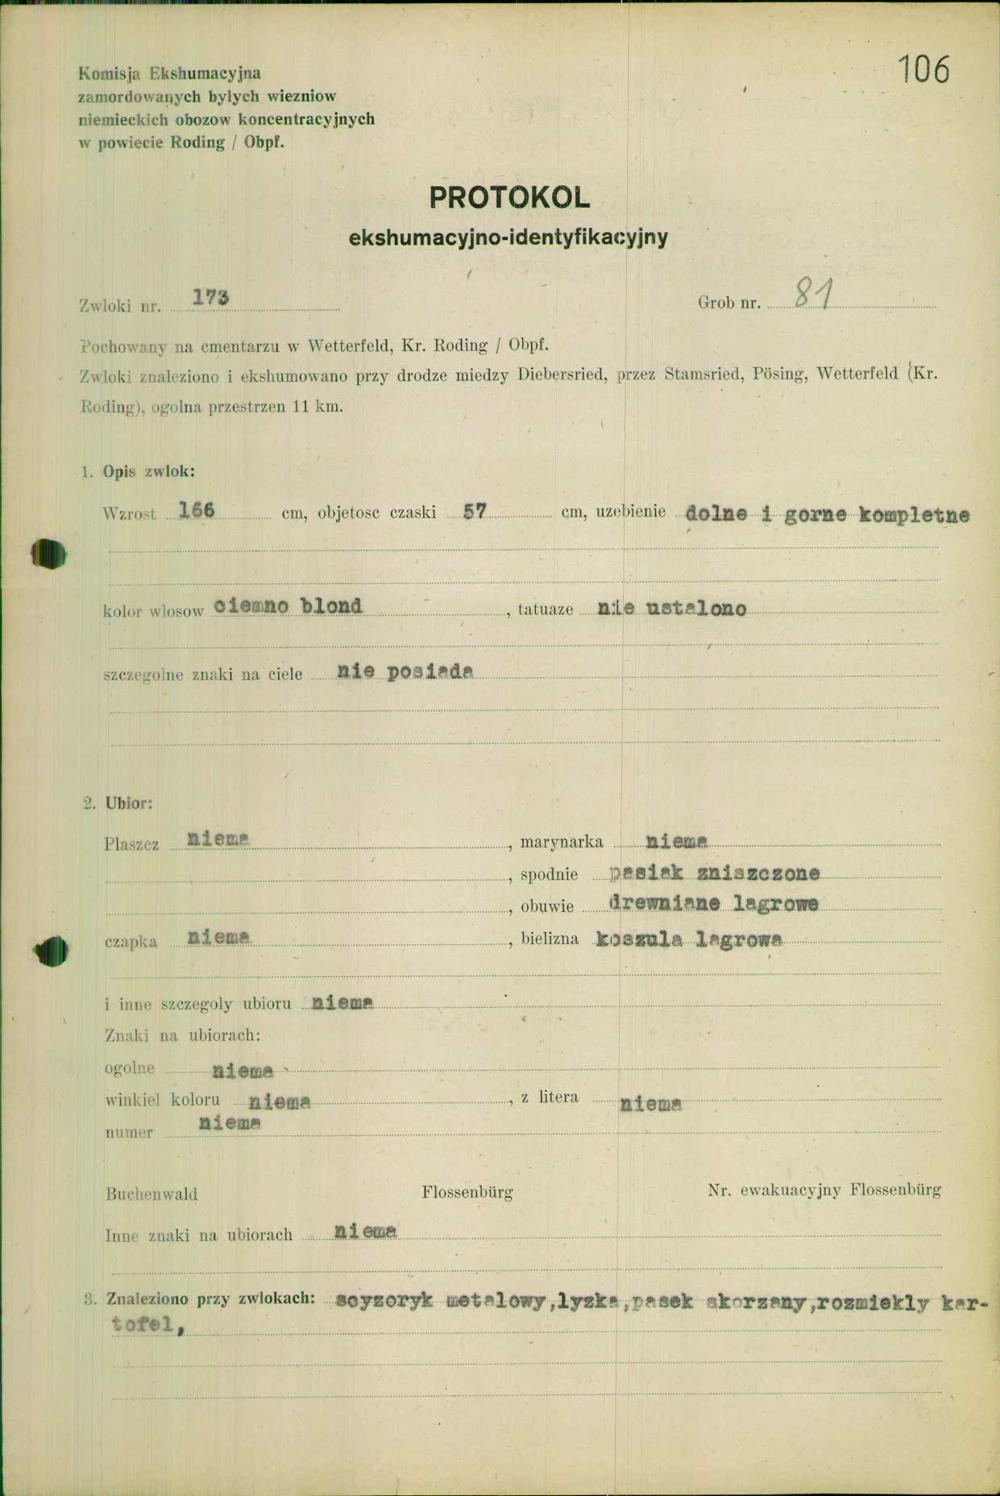 106
Komisja Ekshumacyjna
zamordowanych bylych wiezniow
niemieckich obozow koncentracyjnych
w powiecie Roding / Obpf.
PROTOKOL
ekshumacyjno-identyfikacyjny
Zwloki nr. 173 Grob nr. 81
Pochowany na cmentarzu w Wetterfeld, Kr. Roding / Obpf.
Zwloki znaleziono i ekshumowano przy drodze miedzy Diebersried, przez Stamsried, Pösing, Wetterfeld (Kr.
Roding), ogolna przestrzen 11 km.
1. Opis zwlok:
Wzrost 166 cm, objetosc czaski 57 cm, uzebienie dolne i gorne kompletne
kolor wlosow ciemno blond , tatuaze nie ustalono
szczegolne znaki na ciele nie posiada
2. Ubior:
Plaszcz niema , marynarka niema
, spodnie pasiak zniszczone
, obuwie drewniane lagrowe
czapka niema , bielizna koszula lagrowa
i inne szczegoly ubioru niema
Znaki na ubiorach:
ogolne niema
winkiel koloru niema , z litera niema
numer niema
Buchenwald Flossenbürg Nr. ewakuacyjny Flossenbürg
Inne znaki na ubiorach niema
3. Znaleziono przy zwlokach: scyzoryk metalowy,lyzka,pasek skorzany,rozmiekly kar-
tofel,